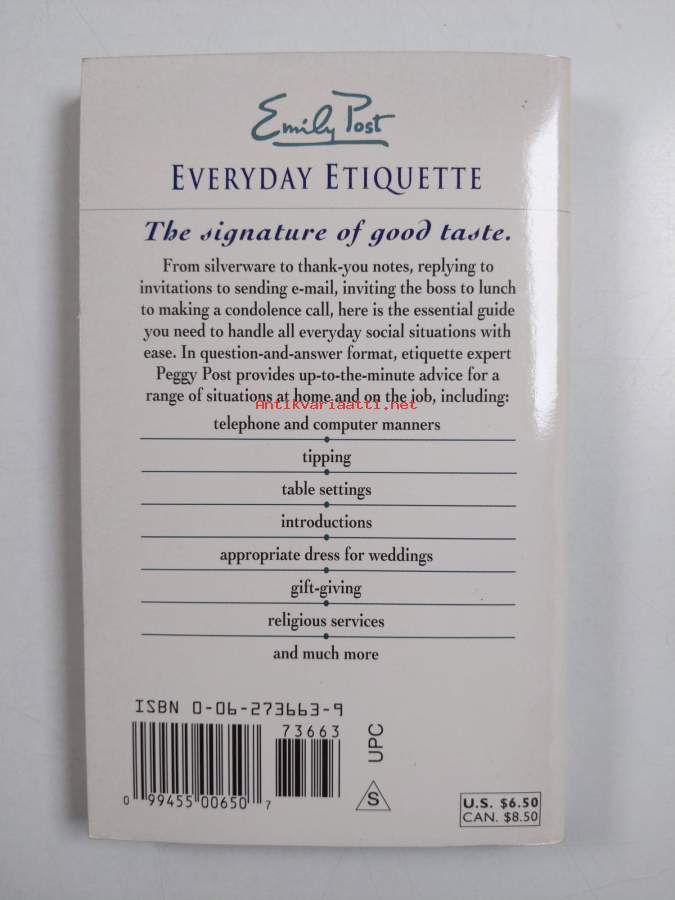 Emily Post
EVERYDAY ETIQUETTE
The signature of good taste.
From silverware to thank-you notes, replying to
invitations to sending e-mail, inviting the boss to lunch
to making a condolence call, here is the essential guide
you need to handle all everyday social situations with
ease. In question-and-answer format, etiquette expert
Peggy Post provides up-to-the-minute advice for a
range of situations at home and on the job, including:
Antikvariaatti.net
telephone and computer manners
tipping
table settings
introductions
appropriate dress for weddings
gift-giving
religious services
and much more
ISBN 0-06-273663-9
73663
UPC
S
0 99455 00650 7
U.S. $6.50
CAN. $8.50